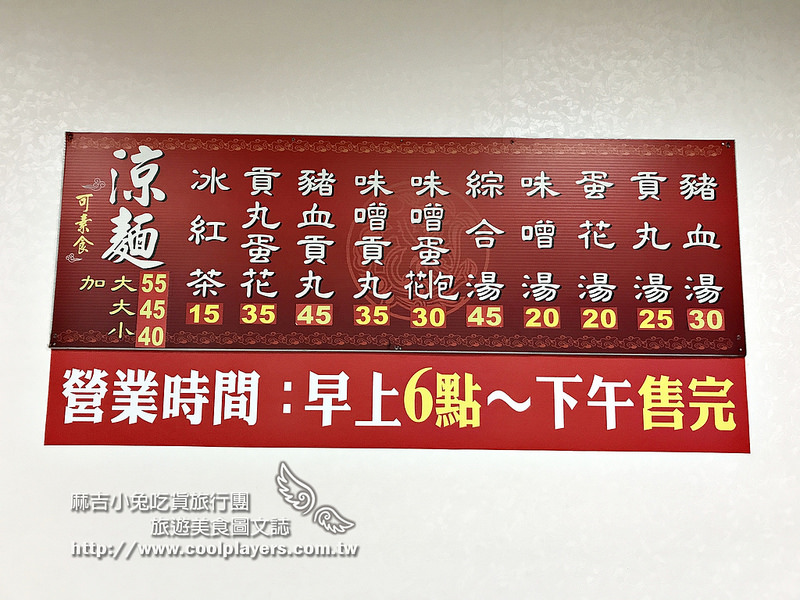 涼麵
可素食
加大 55
大 45
小 40
冰紅茶 15
貢丸蛋花 35
豬血貢丸 45
味噌貢丸 35
味噌蛋花包 30
綜合湯 45
味噌湯 20
蛋花湯 20
貢丸湯 25
豬血湯 30
營業時間：早上6點～下午售完
麻吉小兔吃貨旅行團
旅遊美食圖文誌
http://www.coolplayers.com.tw